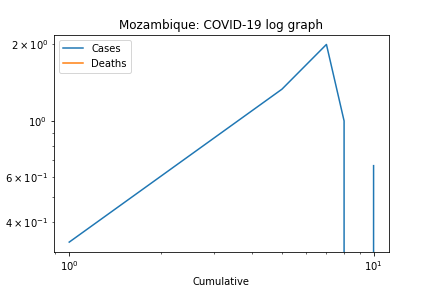 Mozambique: COVID-19 log graph
Cases
Deaths
2 × 10⁰
10⁰
6 × 10⁻¹
4 × 10⁻¹
10⁰
10¹
Cumulative